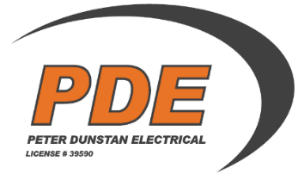 PDE
PETER DUNSTAN ELECTRICAL
LICENSE # 39590